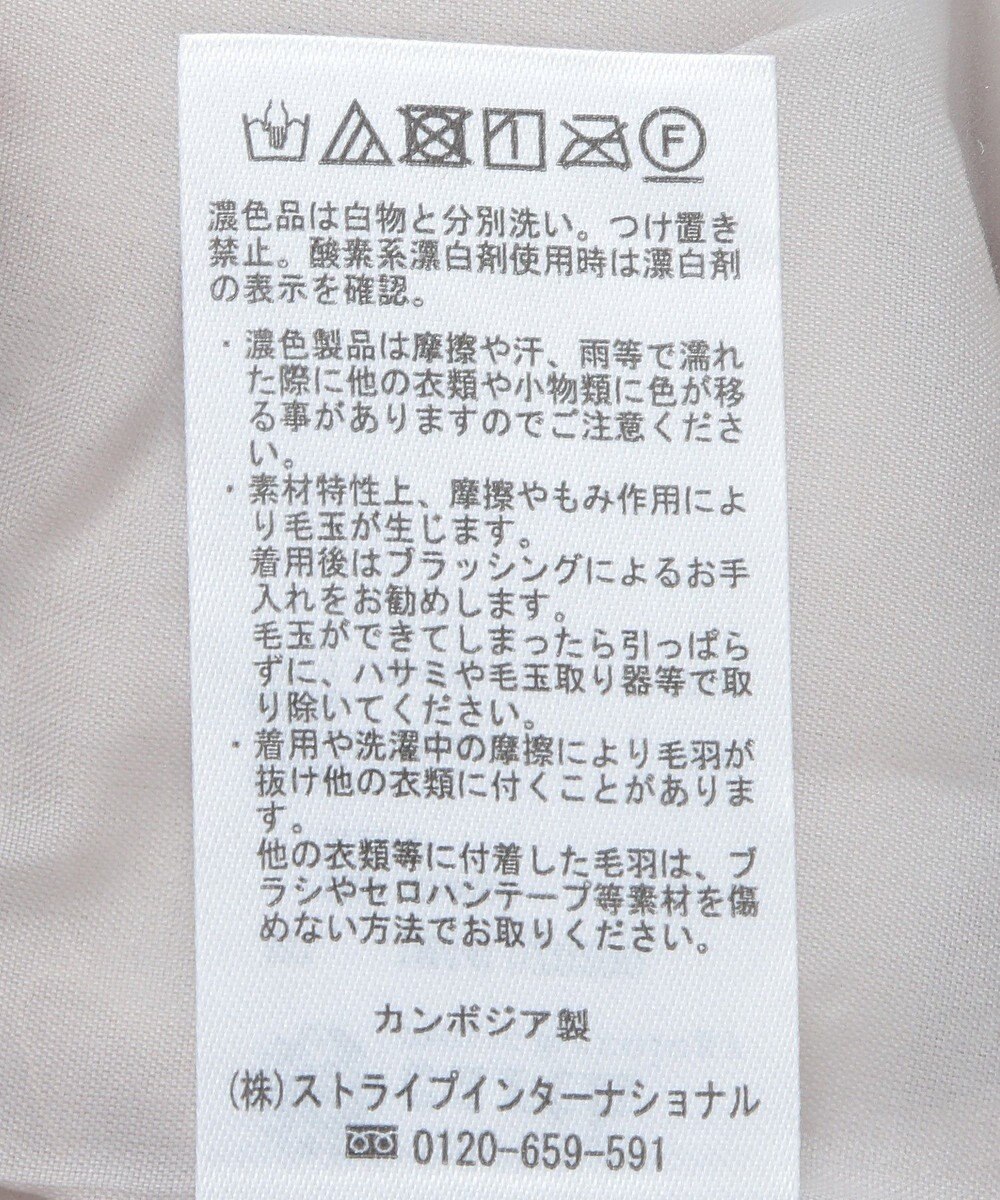 F
濃色品は白物と分別洗い。つけ置き
禁止。酸素系漂白剤使用時は漂白剤
の表示を確認。
・濃色製品は摩擦や汗、雨等で濡れ
た際に他の衣類や小物類に色が移
る事がありますのでご注意くださ
い。
・素材特性上、摩擦やもみ作用によ
り毛玉が生じます。
着用後はブラッシングによるお手
入れをお勧めします。
毛玉ができてしまったら引っぱら
ずに、ハサミや毛玉取り器等で取
り除いてください。
・着用や洗濯中の摩擦により毛羽が
抜け他の衣類に付くことがありま
す。
他の衣類等に付着した毛羽は、ブ
ラシやセロハンテープ等素材を傷
めない方法でお取りください。
カンボジア製
(株)ストライプインターナショナル
0120-659-591